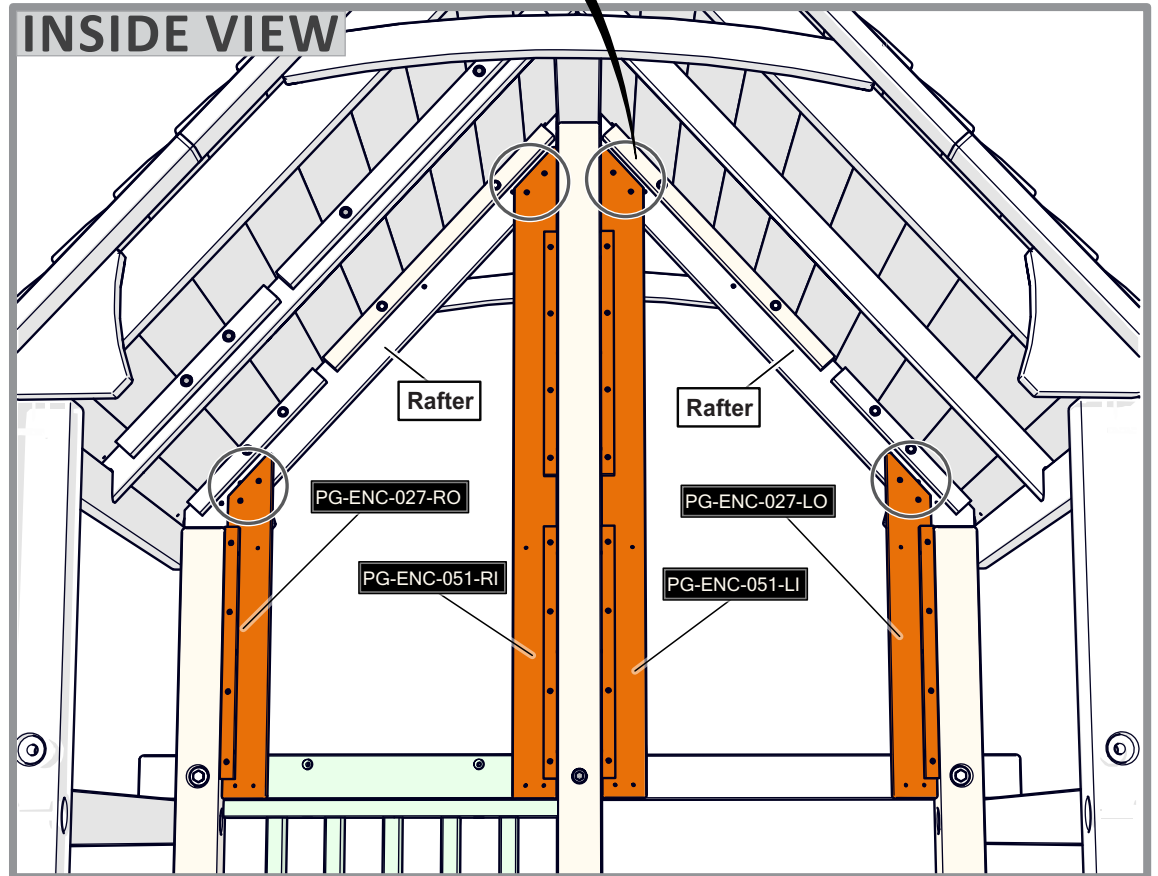 INSIDE VIEW
Rafter
Rafter
PG-ENC-027-RO
PG-ENC-027-LO
PG-ENC-051-RI
PG-ENC-051-LI